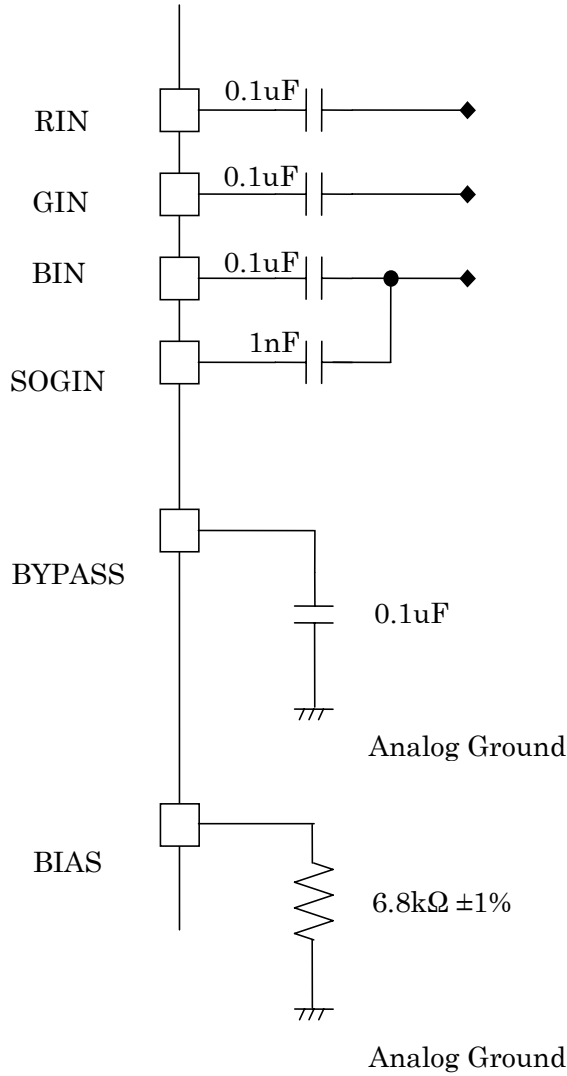 0.1uF
RIN
0.1uF
GIN
0.1uF
BIN
1nF
SOGIN
BYPASS
0.1uF
Analog Ground
BIAS
6.8kΩ ±1%
Analog Ground